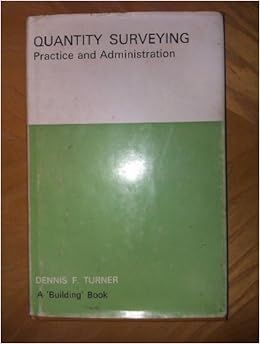 QUANTITY SURVEYING
Practice and Administration
DENNIS F. TURNER
A 'Building' Book